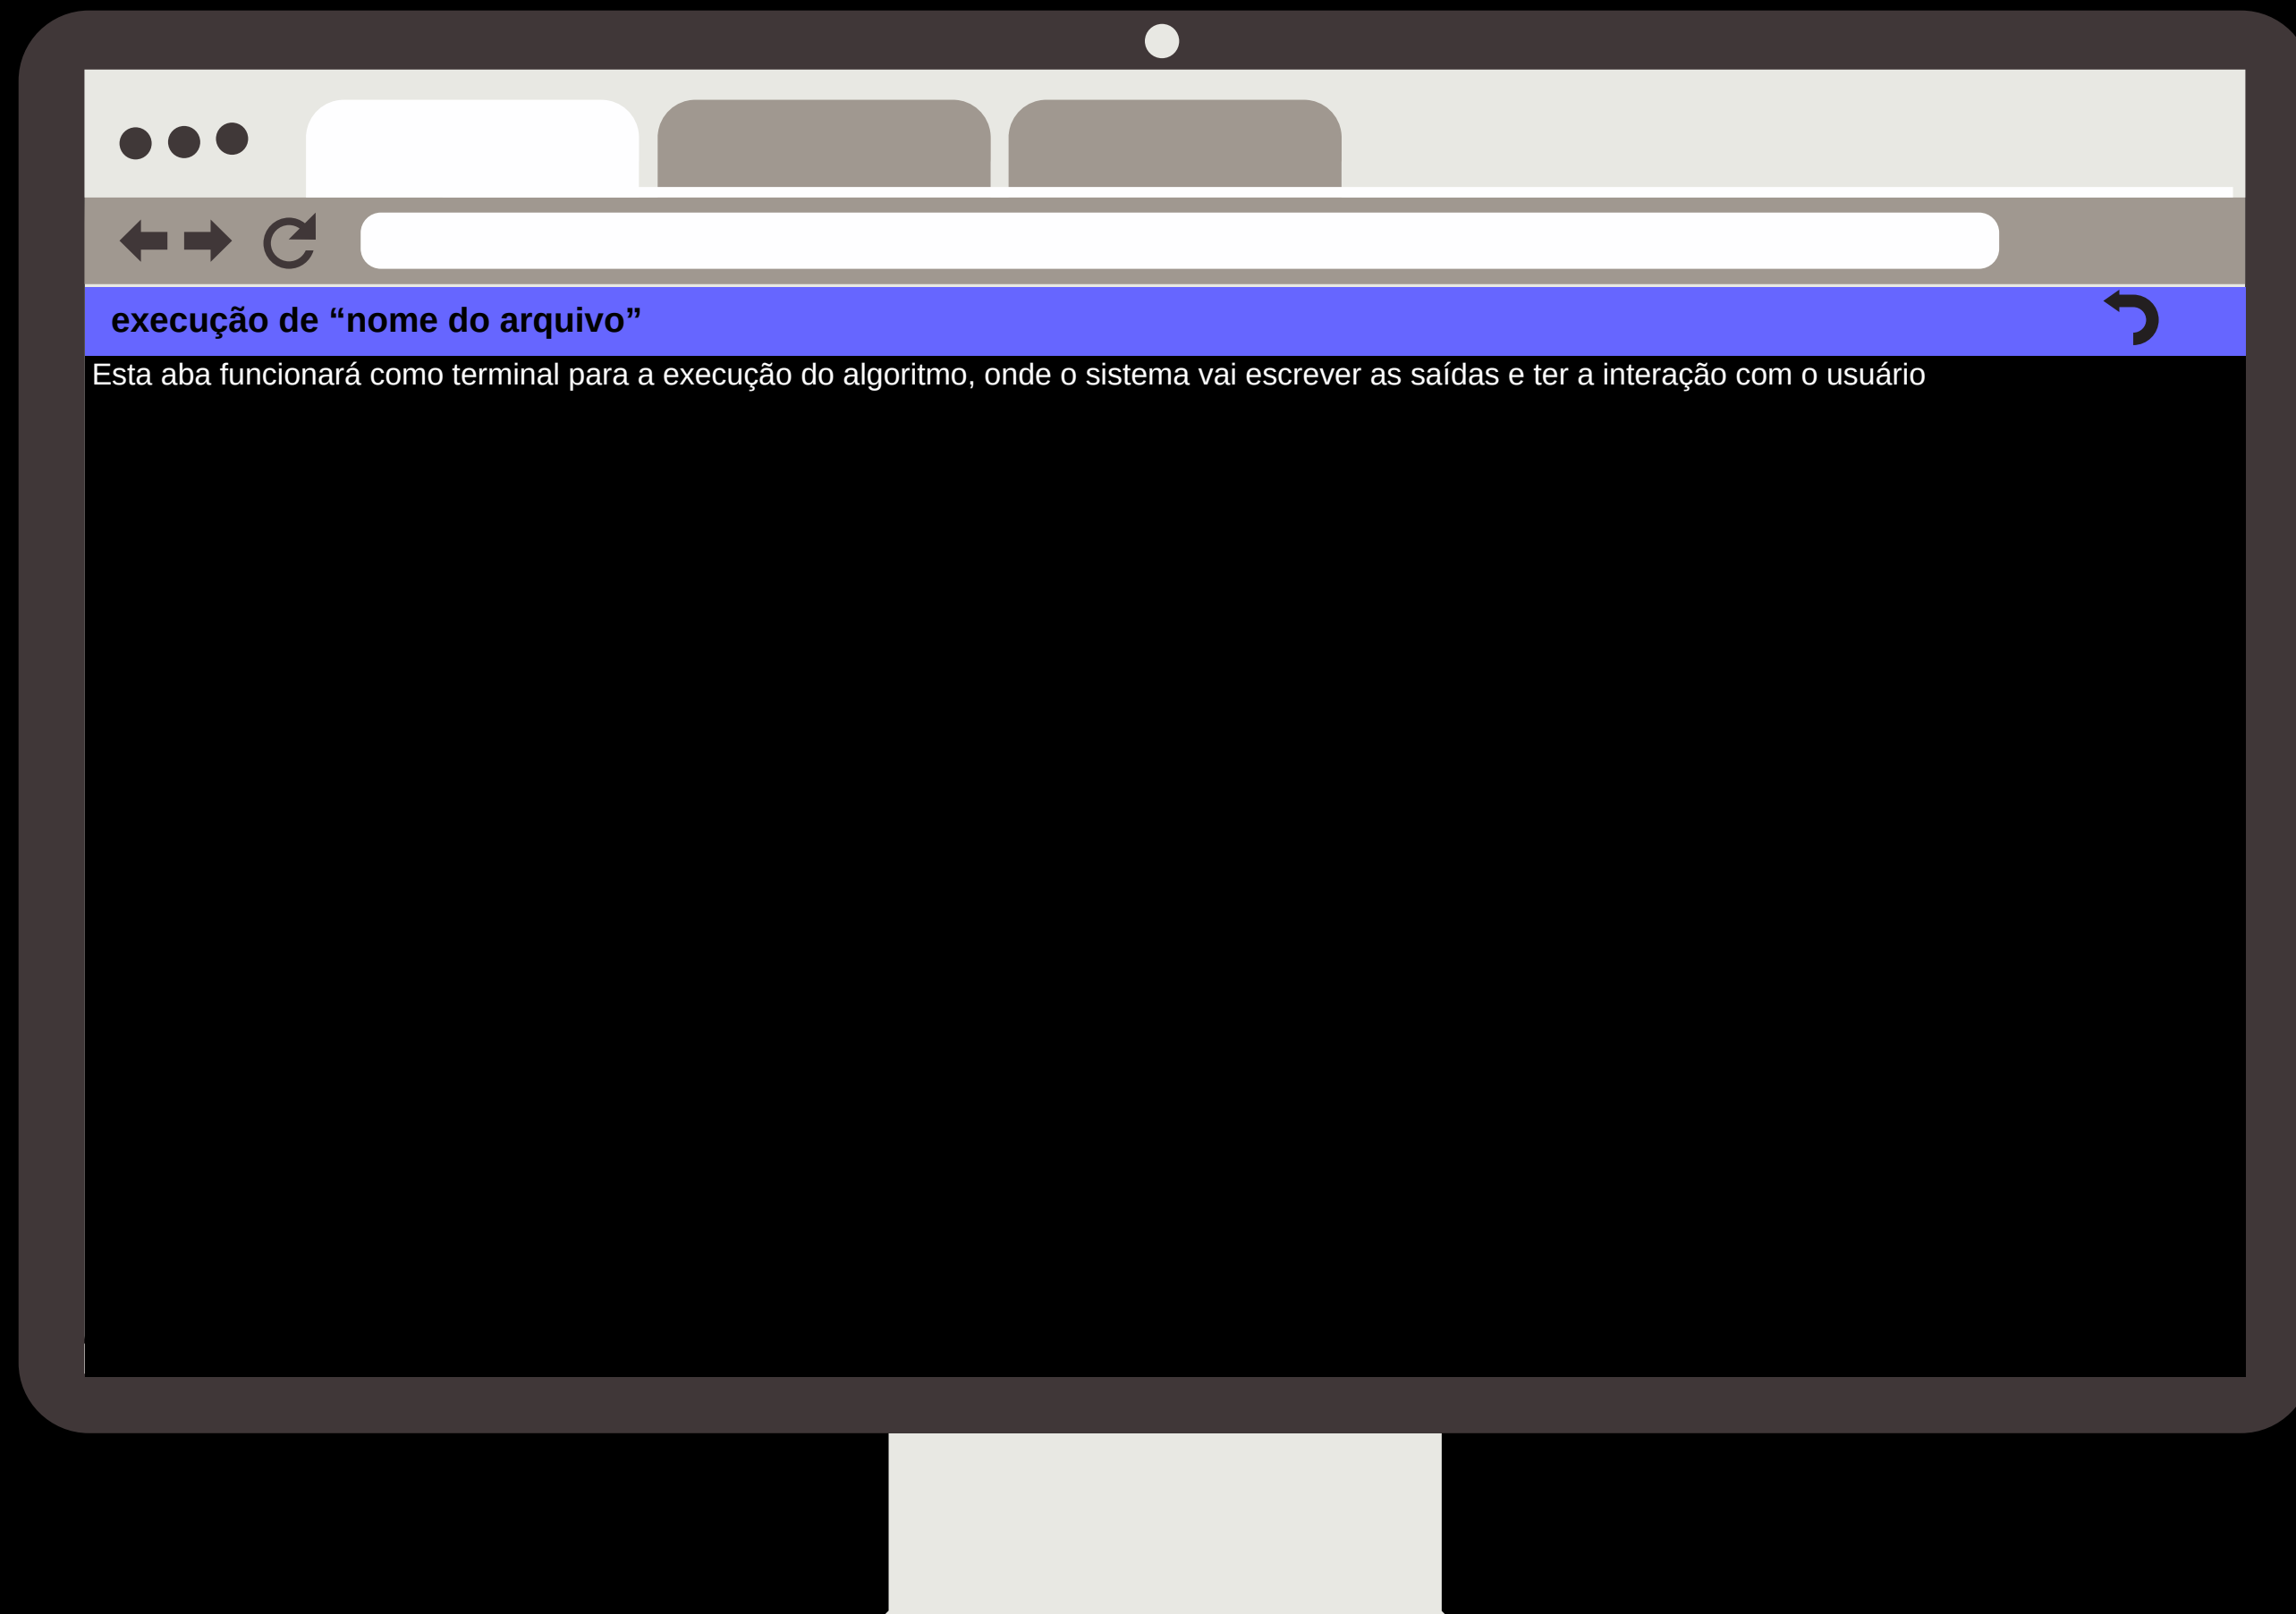 execução de “nome do arquivo”
Esta aba funcionará como terminal para a execução do algoritmo, onde o sistema vai escrever as saídas e ter a interação com o usuário